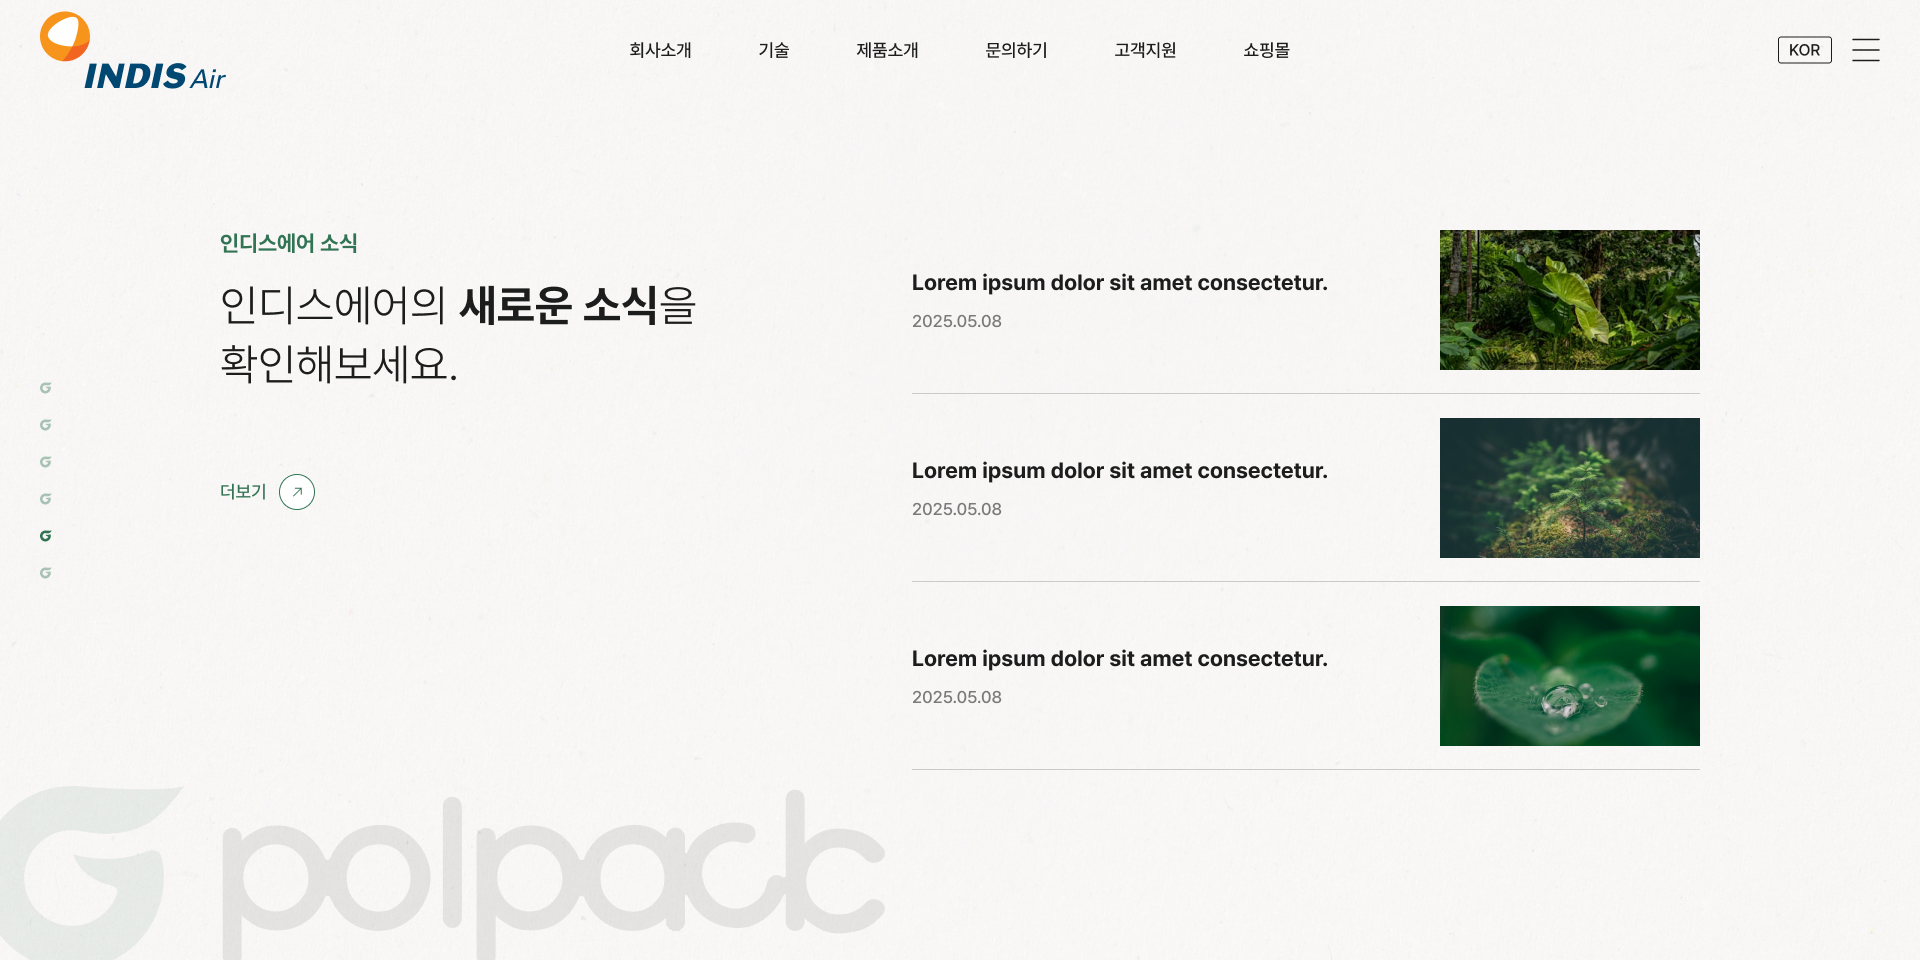 INDIS Air
회사소개
기술
제품소개
문의하기
고객지원
쇼핑몰
KOR
인디스에어 소식
인디스에어의 새로운 소식을
확인해보세요.
더보기
Lorem ipsum dolor sit amet consectetur.
2025.05.08
Lorem ipsum dolor sit amet consectetur.
2025.05.08
Lorem ipsum dolor sit amet consectetur.
2025.05.08
polpack